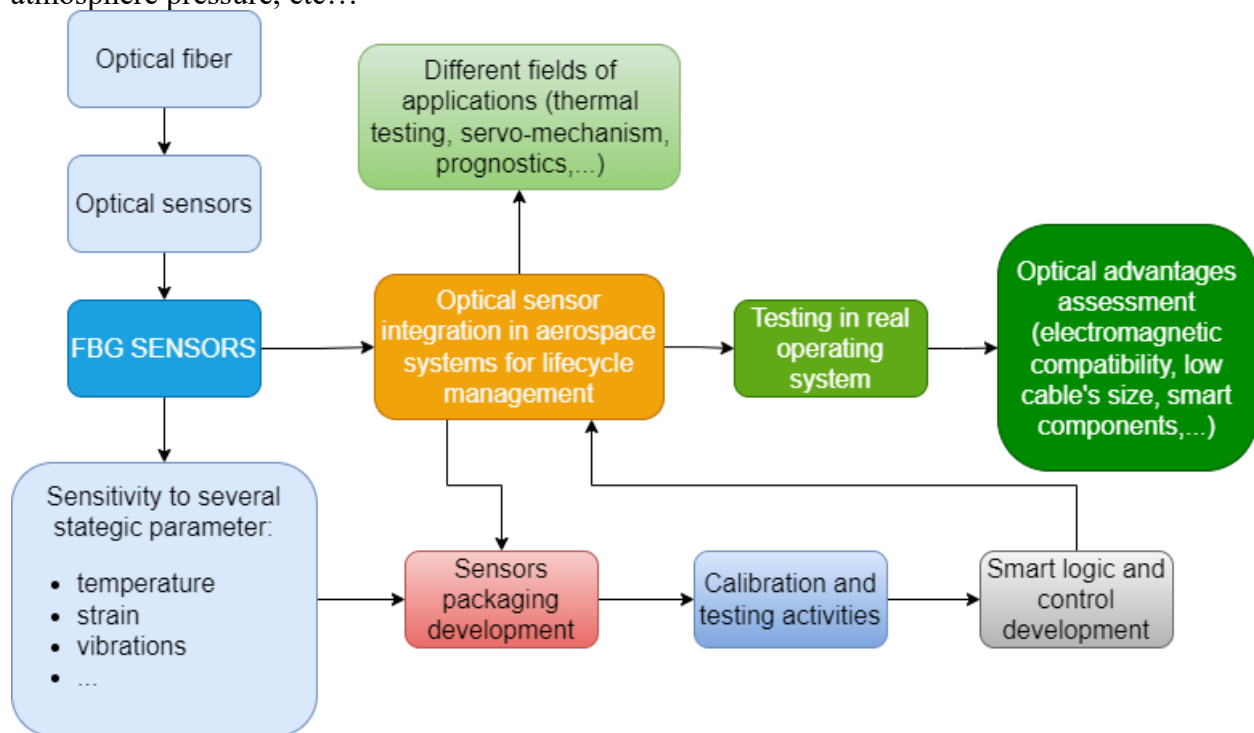 atmosphere pressure, etc…
Optical fiber
Optical sensors
FBG SENSORS
Sensitivity to several
stategic parameter:
• temperature
• strain
• vibrations
• ...
Different fields of
applications (thermal
testing, servo-mechanism,
prognostics,...)
Optical sensor
integration in aerospace
systems for lifecycle
management
Testing in real
operating
system
Optical advantages
assessment
(electromagnetic
compatibility, low
cable's size, smart
components,...)
Sensors
packaging
development
Calibration and
testing activities
Smart logic and
control
development